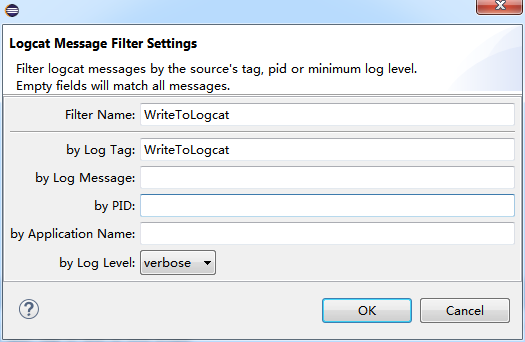 Logcat Message Filter Settings
Filter logcat messages by the source's tag, pid or minimum log level.
Empty fields will match all messages.
Filter Name: WriteToLogcat
by Log Tag: WriteToLogcat
by Log Message:
by PID:
by Application Name:
by Log Level: verbose
? OK Cancel